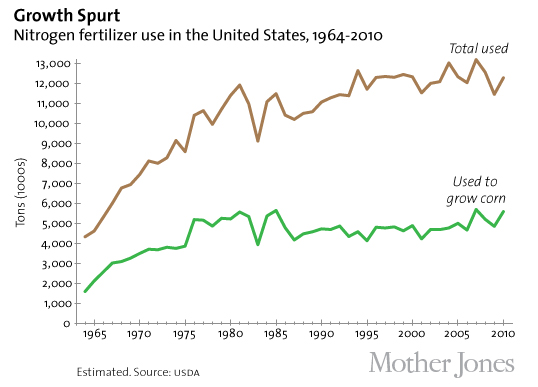 Growth Spurt
Nitrogen fertilizer use in the United States, 1964-2010
Total used
13,000
12,000
11,000
10,000
9,000
8,000
7,000
6,000
5,000
4,000
3,000
2,000
1,000
0
Tons (1000s)
Used to
grow corn
1965 1970 1975 1980 1985 1990 1995 2000 2005 2010
Estimated. Source: USDA
Mother Jones